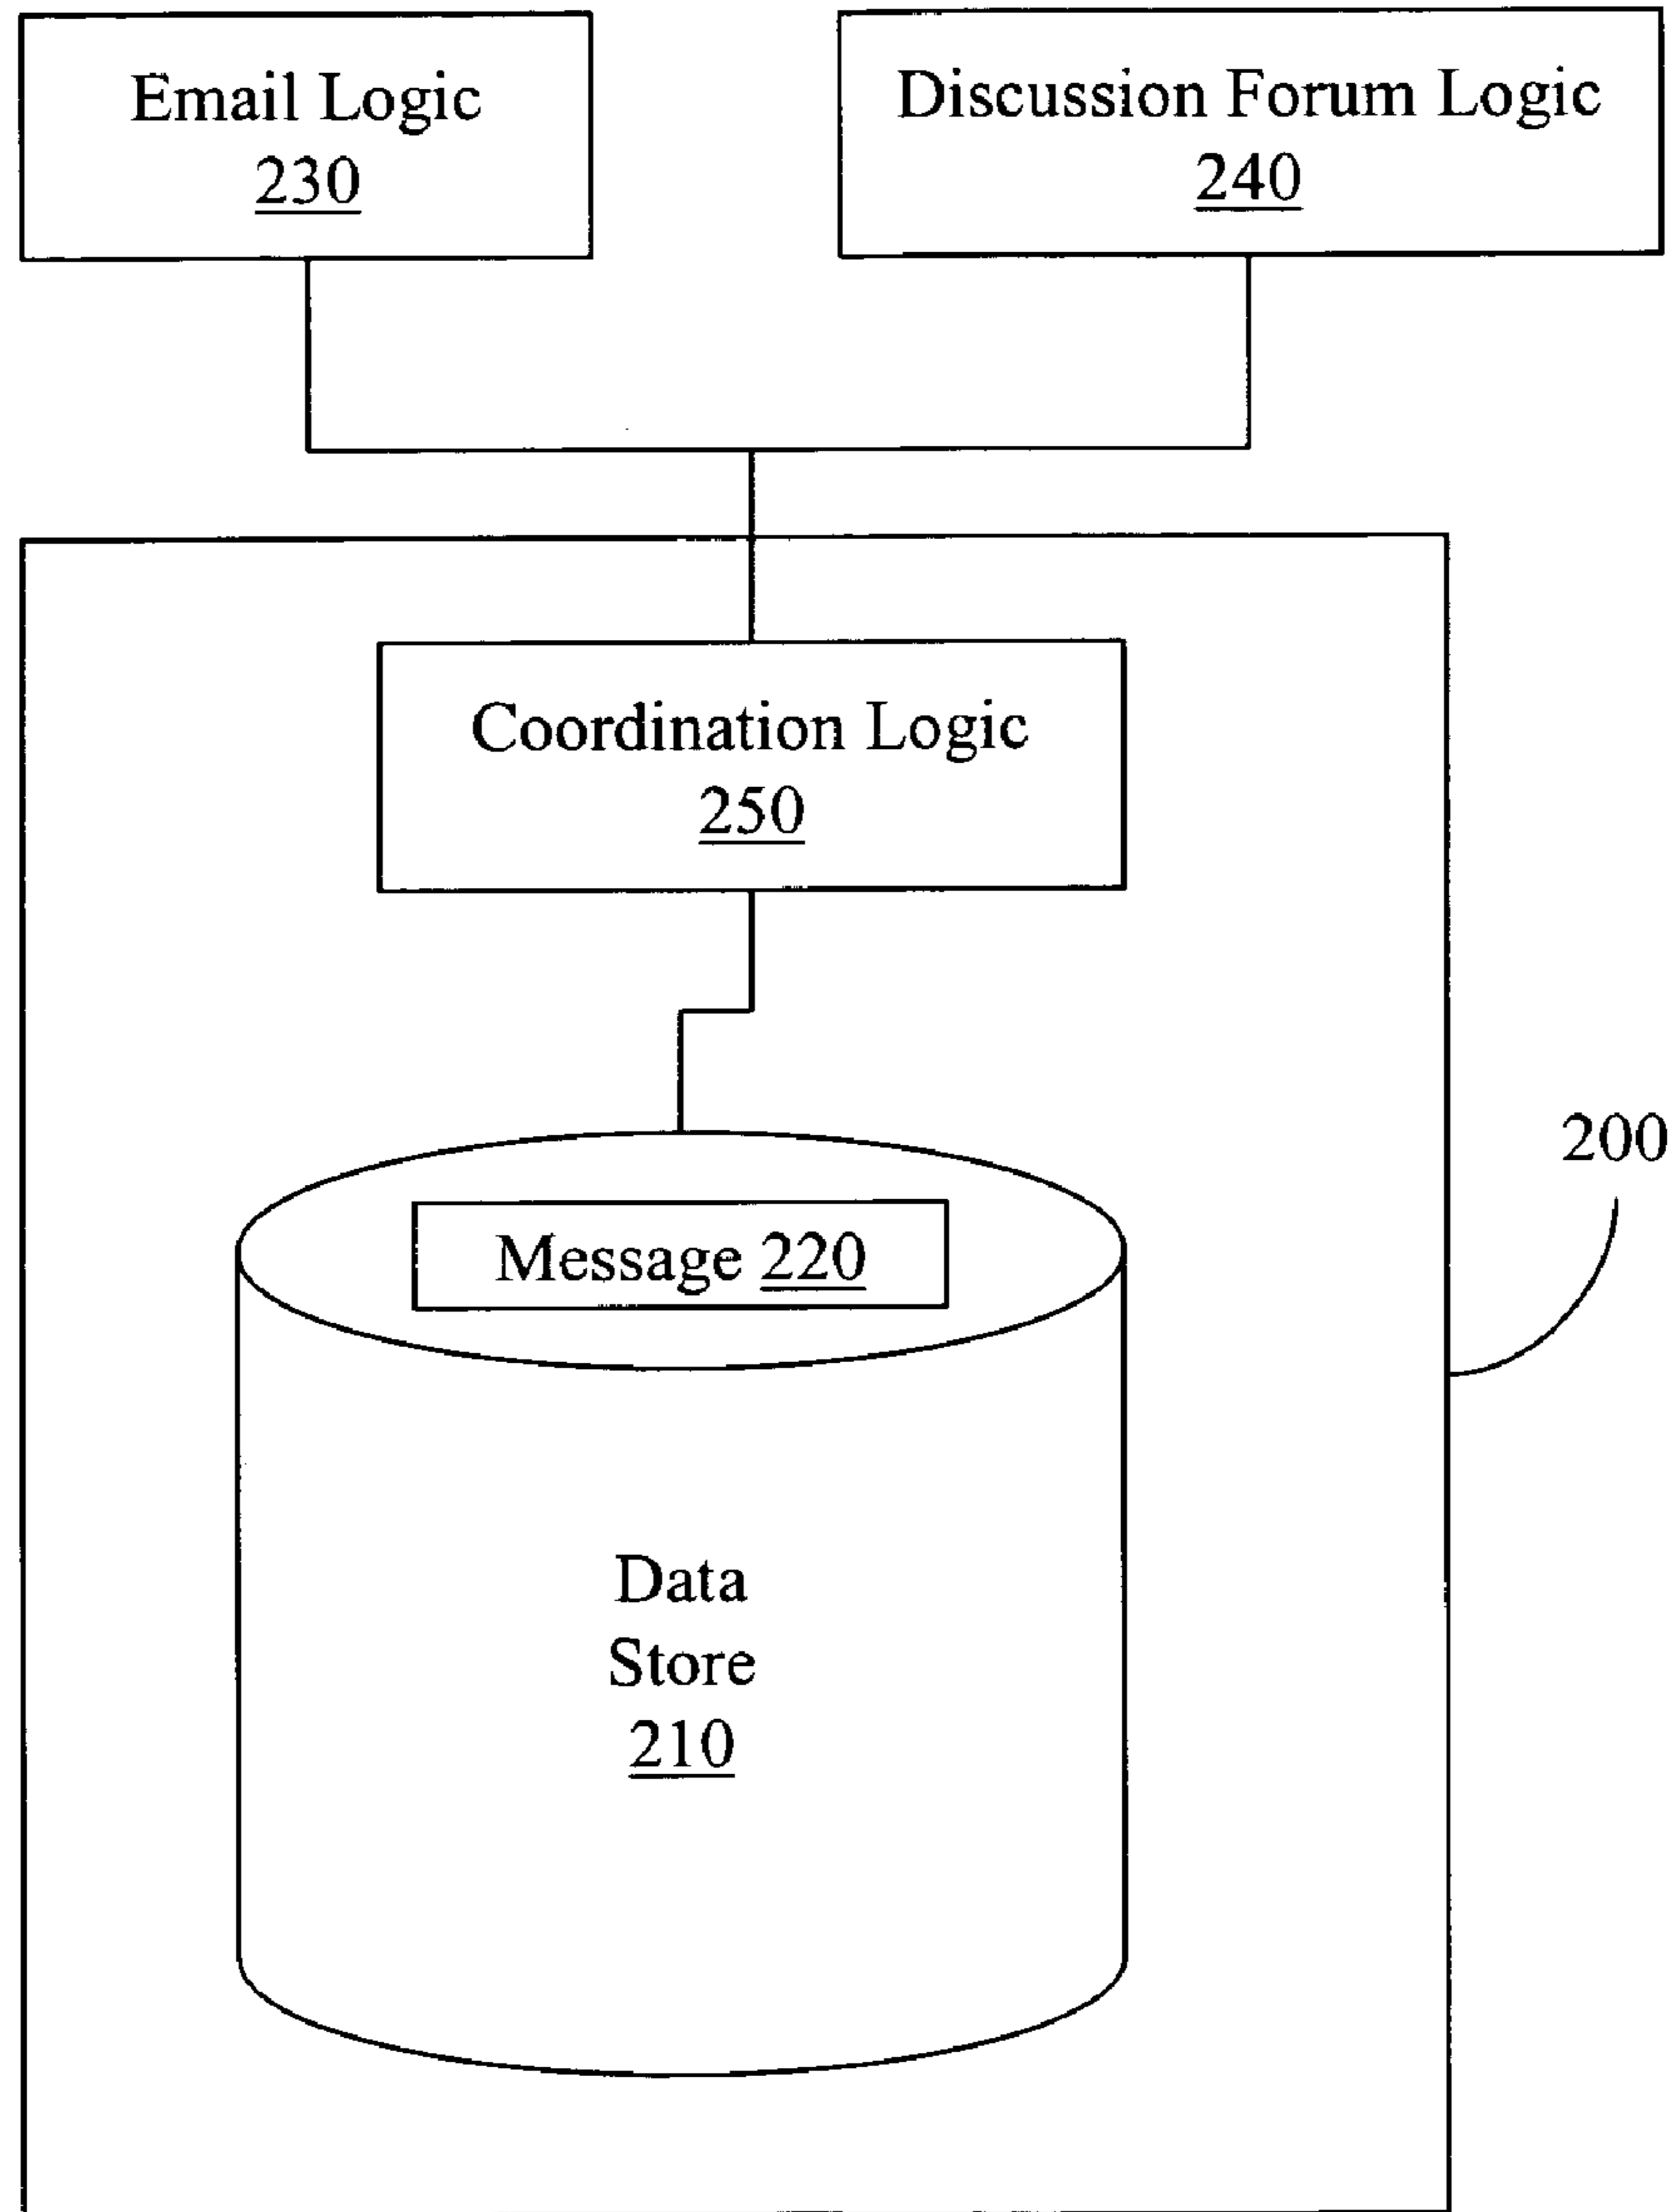 Email Logic
230
Discussion Forum Logic
240
Coordination Logic
250
200
Message 220
Data
Store
210